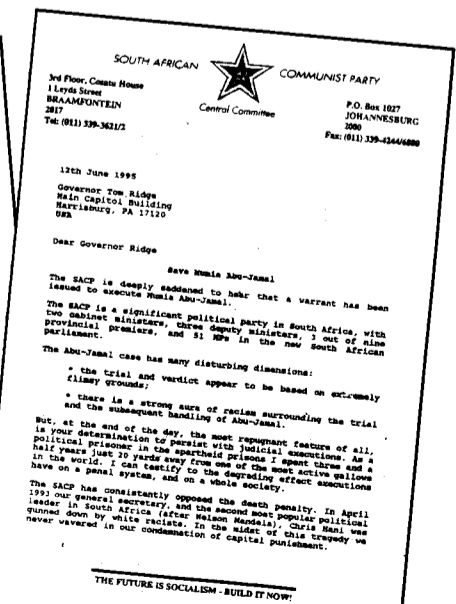 SOUTH AFRICAN COMMUNIST PARTY
Central Committee
3rd Floor, Cosatu House
1 Leyds Street
BRAAMFONTEIN
2017
Tel: (011) 339-3621/2
P.O. Box 1027
JOHANNESBURG
2000
Fax: (011) 339-4244/6880
12th June 1995
Governor Tom Ridge
Main Capitol Building
Harrisburg, PA 17120
USA
Dear Governor Ridge
Save Mumia Abu-Jamal
The SACP is deeply saddened to hear that a warrant has been
issued to execute Mumia Abu-Jamal.
The SACP is a significant political party in South Africa, with
two cabinet ministers, three deputy ministers, 3 out of nine
provincial premiers, and 51 MPs in the new South African
parliament.
The Abu-Jamal case has many disturbing dimensions:
* the trial and verdict appear to be based on extremely
flimsy grounds;
* there is a strong aura of racism surrounding the trial
and the subsequent handling of Abu-Jamal.
But, at the end of the day, the most repugnant feature of all,
is your determination to persist with judicial executions. As a
political prisoner in the apartheid prisons I spent three and a
half years just 20 yards away from one of the most active gallows
in the world. I can testify to the degrading effect executions
have on a penal system, and on a whole society.
The SACP has consistently opposed the death penalty. In April
1993 our general secretary, and the second most popular political
leader in South Africa (after Nelson Mandela), Chris Hani was
gunned down by white racists. In the midst of this tragedy we
never wavered in our condemnation of capital punishment.
THE FUTURE IS SOCIALISM - BUILD IT NOW!